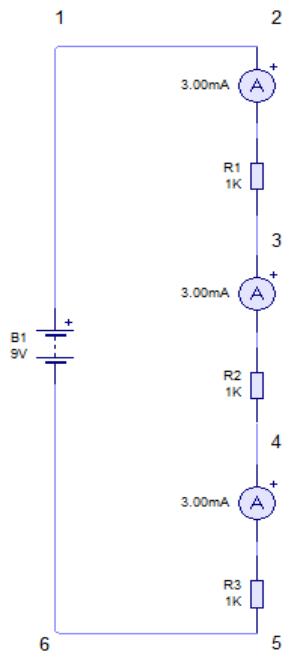 1 2
+
3.00mA A
R1
1K
3
+
3.00mA A
+
B1
9V
R2
1K
4
+
3.00mA A
R3
1K
6 5